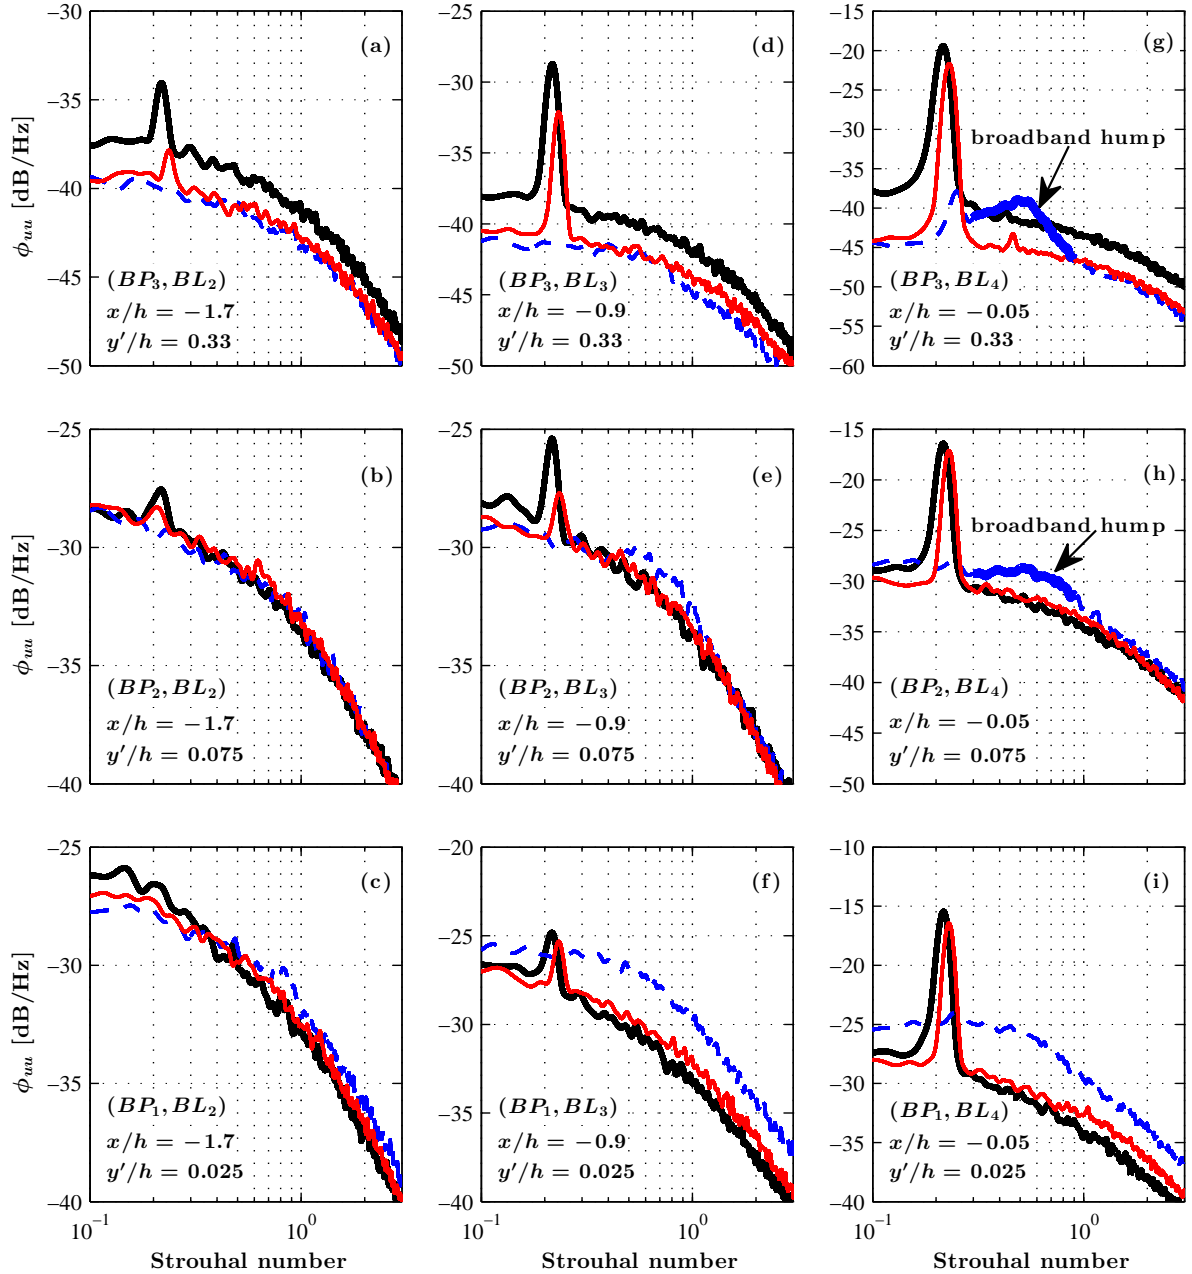 −30
−35
−40
−45
−50
ϕuu [dB/Hz]
(a)
(BP3, BL2)
x/h = −1.7
y′/h = 0.33
−25
−30
−35
−40
−45
−50
(d)
(BP3, BL3)
x/h = −0.9
y′/h = 0.33
−15
−20
−25
−30
−35
−40
−45
−50
−55
−60
(g)
broadband hump
(BP3, BL4)
x/h = −0.05
y′/h = 0.33
−25
−30
−35
−40
ϕuu [dB/Hz]
(b)
(BP2, BL2)
x/h = −1.7
y′/h = 0.075
−25
−30
−35
−40
(e)
(BP2, BL3)
x/h = −0.9
y′/h = 0.075
−15
−20
−25
−30
−35
−40
−45
−50
(h)
broadband hump
(BP2, BL4)
x/h = −0.05
y′/h = 0.075
−25
−30
−35
−40
ϕuu [dB/Hz]
(c)
(BP1, BL2)
x/h = −1.7
y′/h = 0.025
10−1
100
Strouhal number
−20
−25
−30
−35
−40
(f)
(BP1, BL3)
x/h = −0.9
y′/h = 0.025
10−1
100
Strouhal number
−10
−15
−20
−25
−30
−35
−40
(i)
(BP1, BL4)
x/h = −0.05
y′/h = 0.025
10−1
100
Strouhal number